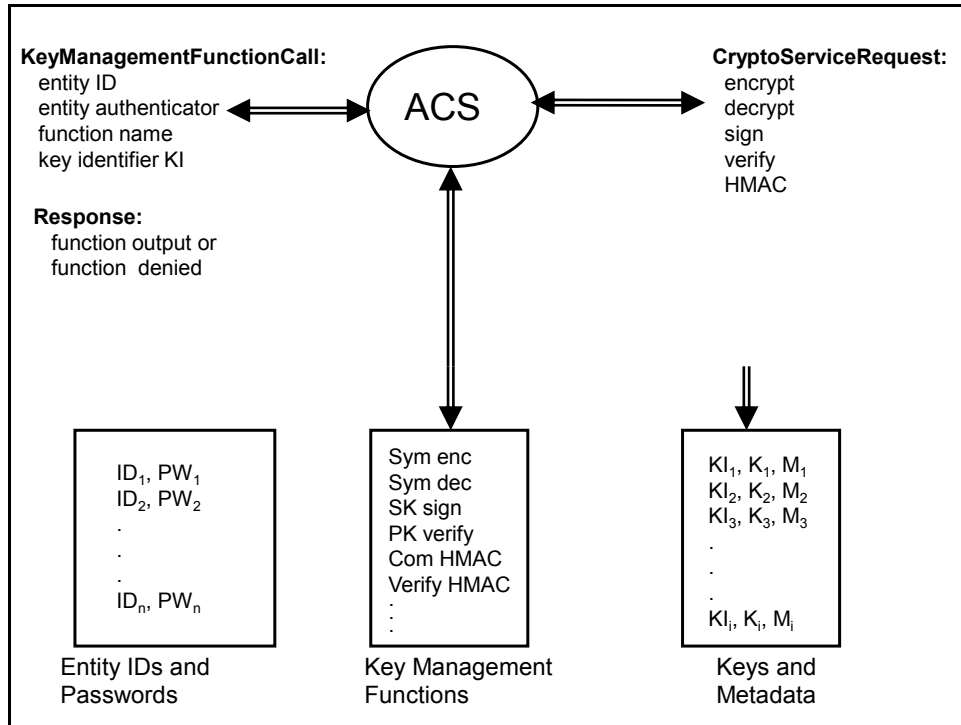 KeyManagementFunctionCall:
entity ID
entity authenticator
function name
key identifier KI
Response:
function output or
function denied
ACS
CryptoServiceRequest:
encrypt
decrypt
sign
verify
HMAC
ID₁, PW₁
ID₂, PW₂
.
.
.
IDₙ, PWₙ
Entity IDs and
Passwords
Sym enc
Sym dec
SK sign
PK verify
Com HMAC
Verify HMAC
.
.
.
Key Management
Functions
KI₁, K₁, M₁
KI₂, K₂, M₂
KI₃, K₃, M₃
.
.
.
KIᵢ, Kᵢ, Mᵢ
Keys and
Metadata